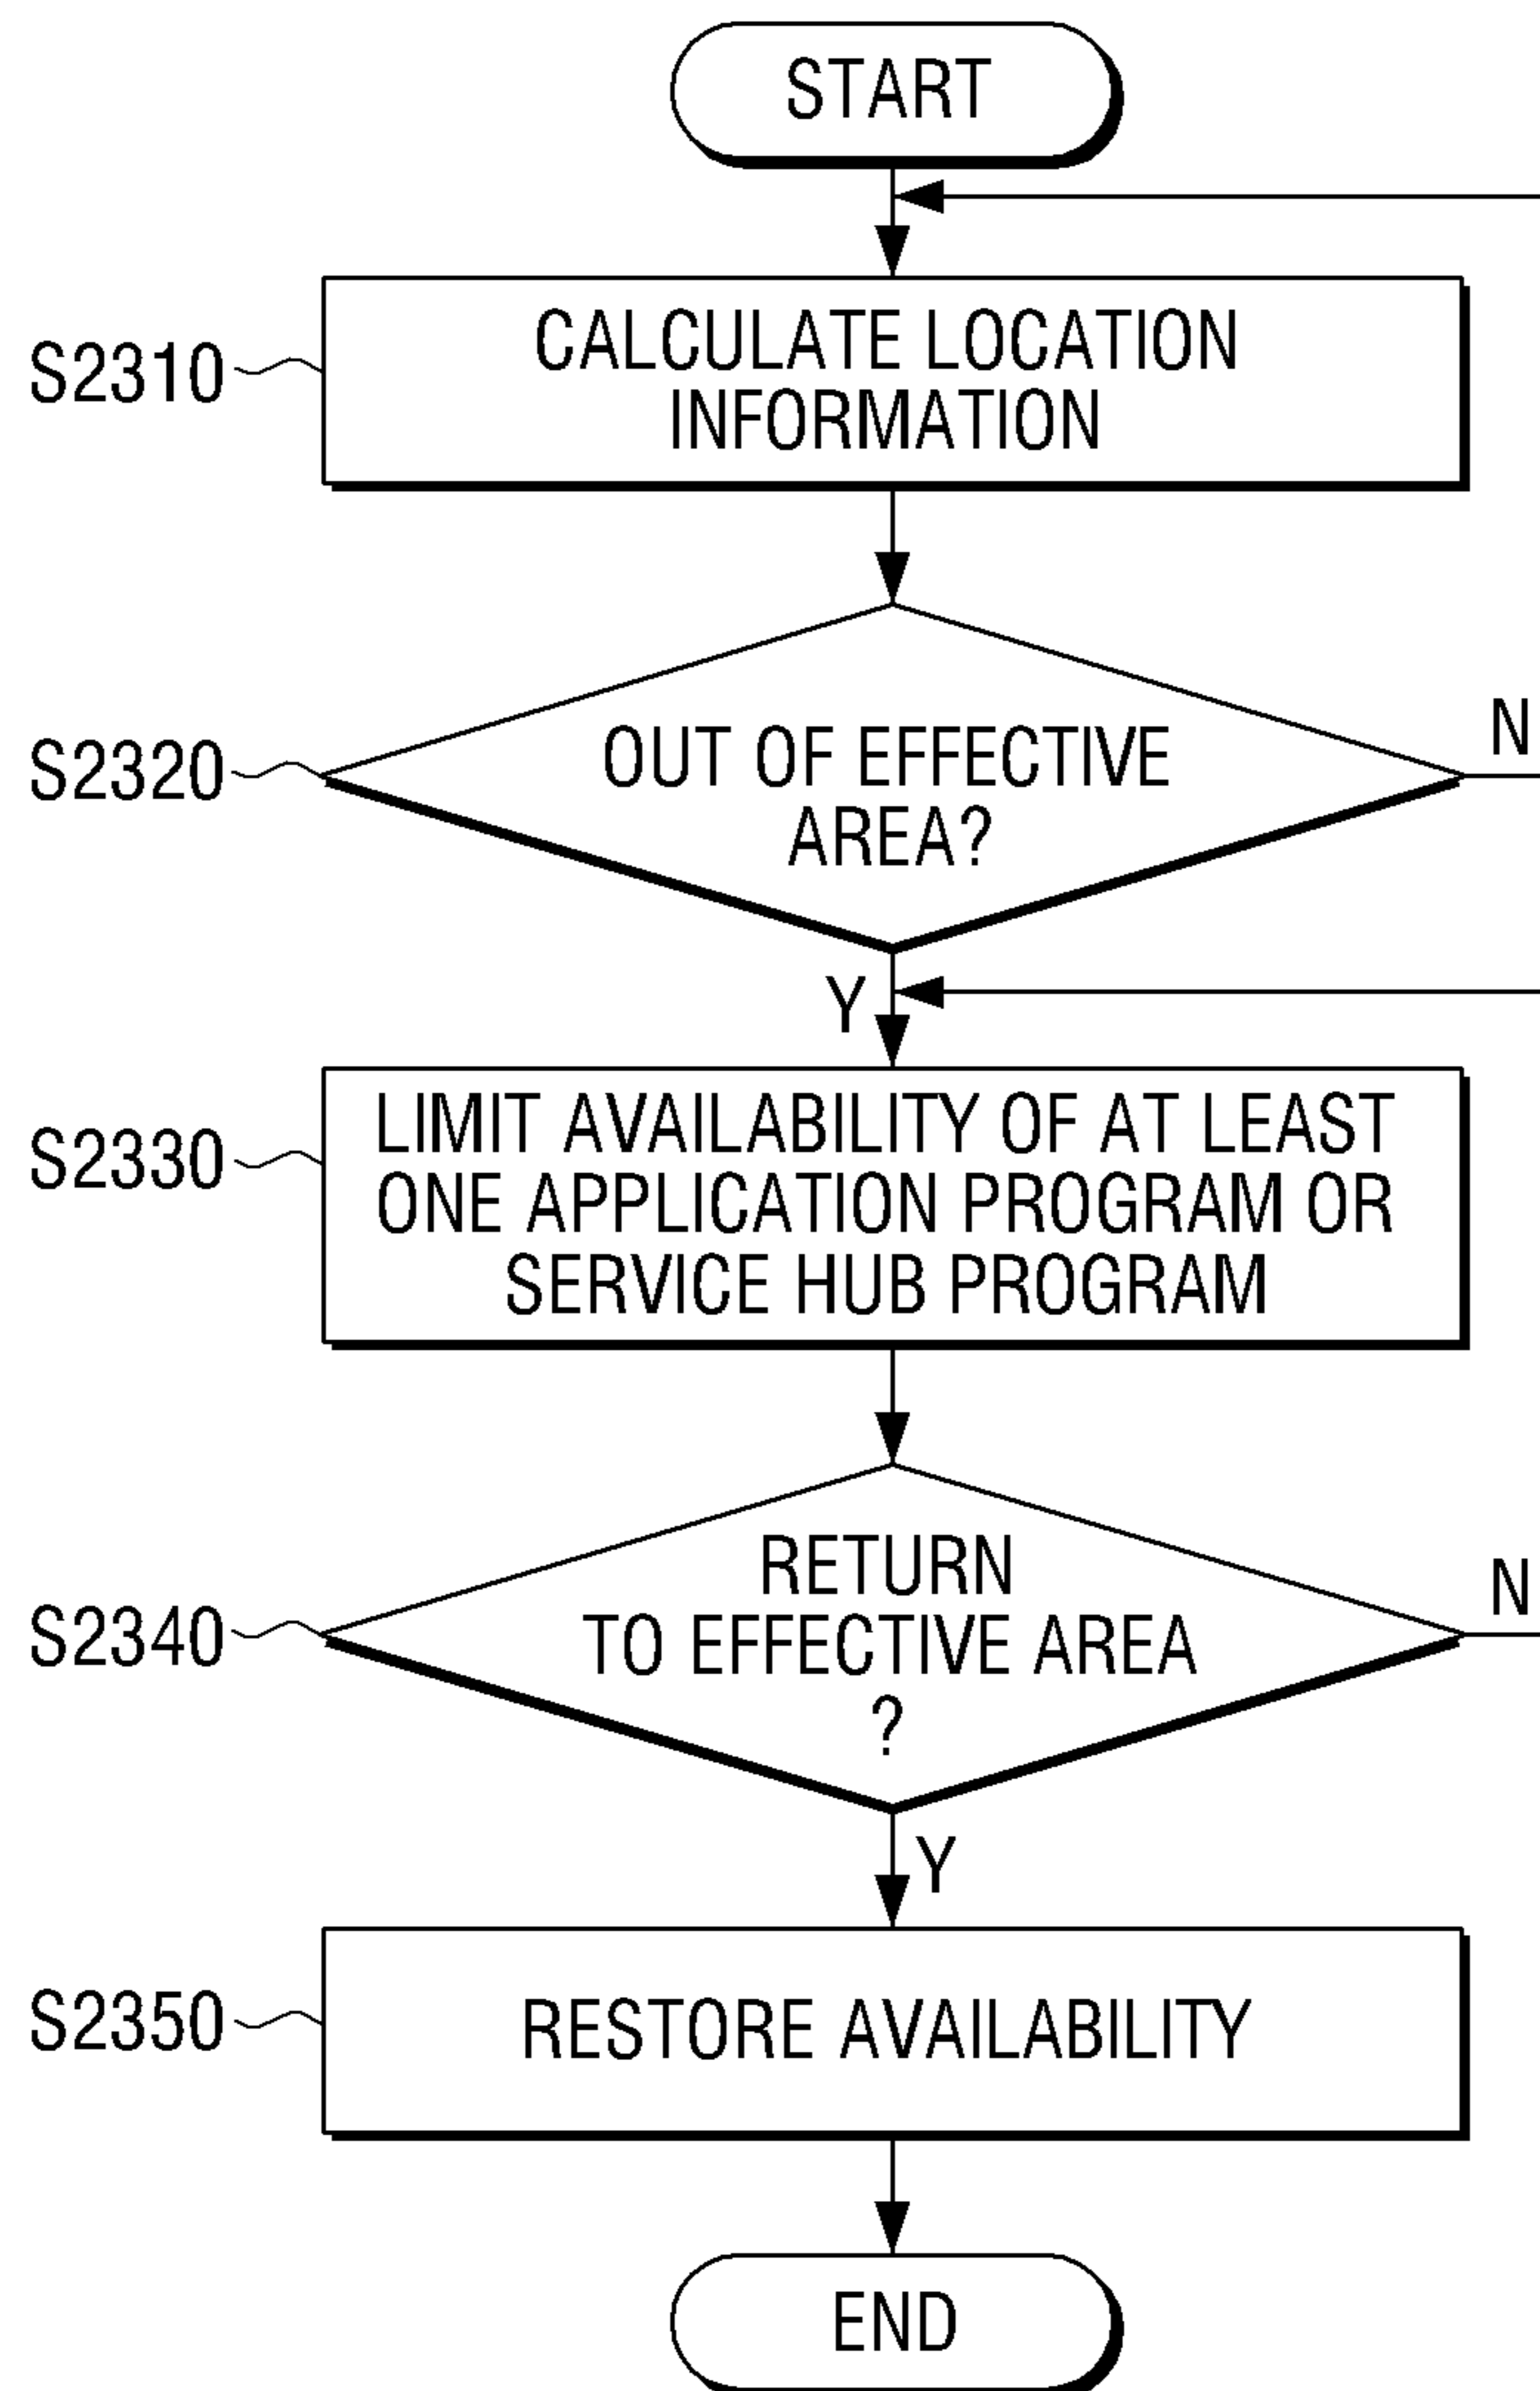 START
S2310
CALCULATE LOCATION
INFORMATION
S2320
OUT OF EFFECTIVE
AREA?
N
Y
S2330
LIMIT AVAILABILITY OF AT LEAST
ONE APPLICATION PROGRAM OR
SERVICE HUB PROGRAM
S2340
RETURN
TO EFFECTIVE AREA
?
N
Y
S2350
RESTORE AVAILABILITY
END